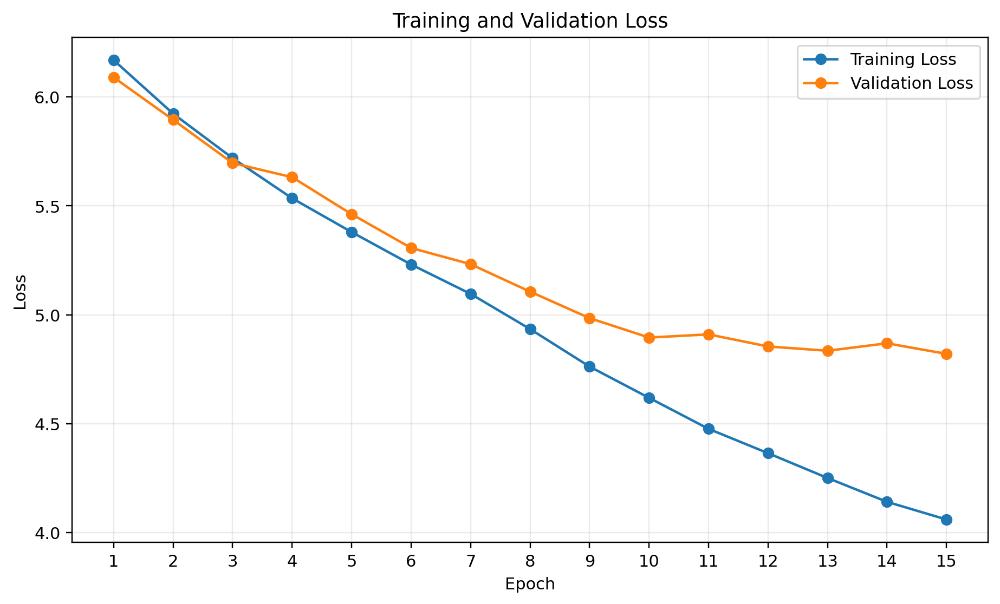 Training and Validation Loss
Training Loss
Validation Loss
6.0
5.5
5.0
4.5
4.0
Loss
1 2 3 4 5 6 7 8 9 10 11 12 13 14 15
Epoch